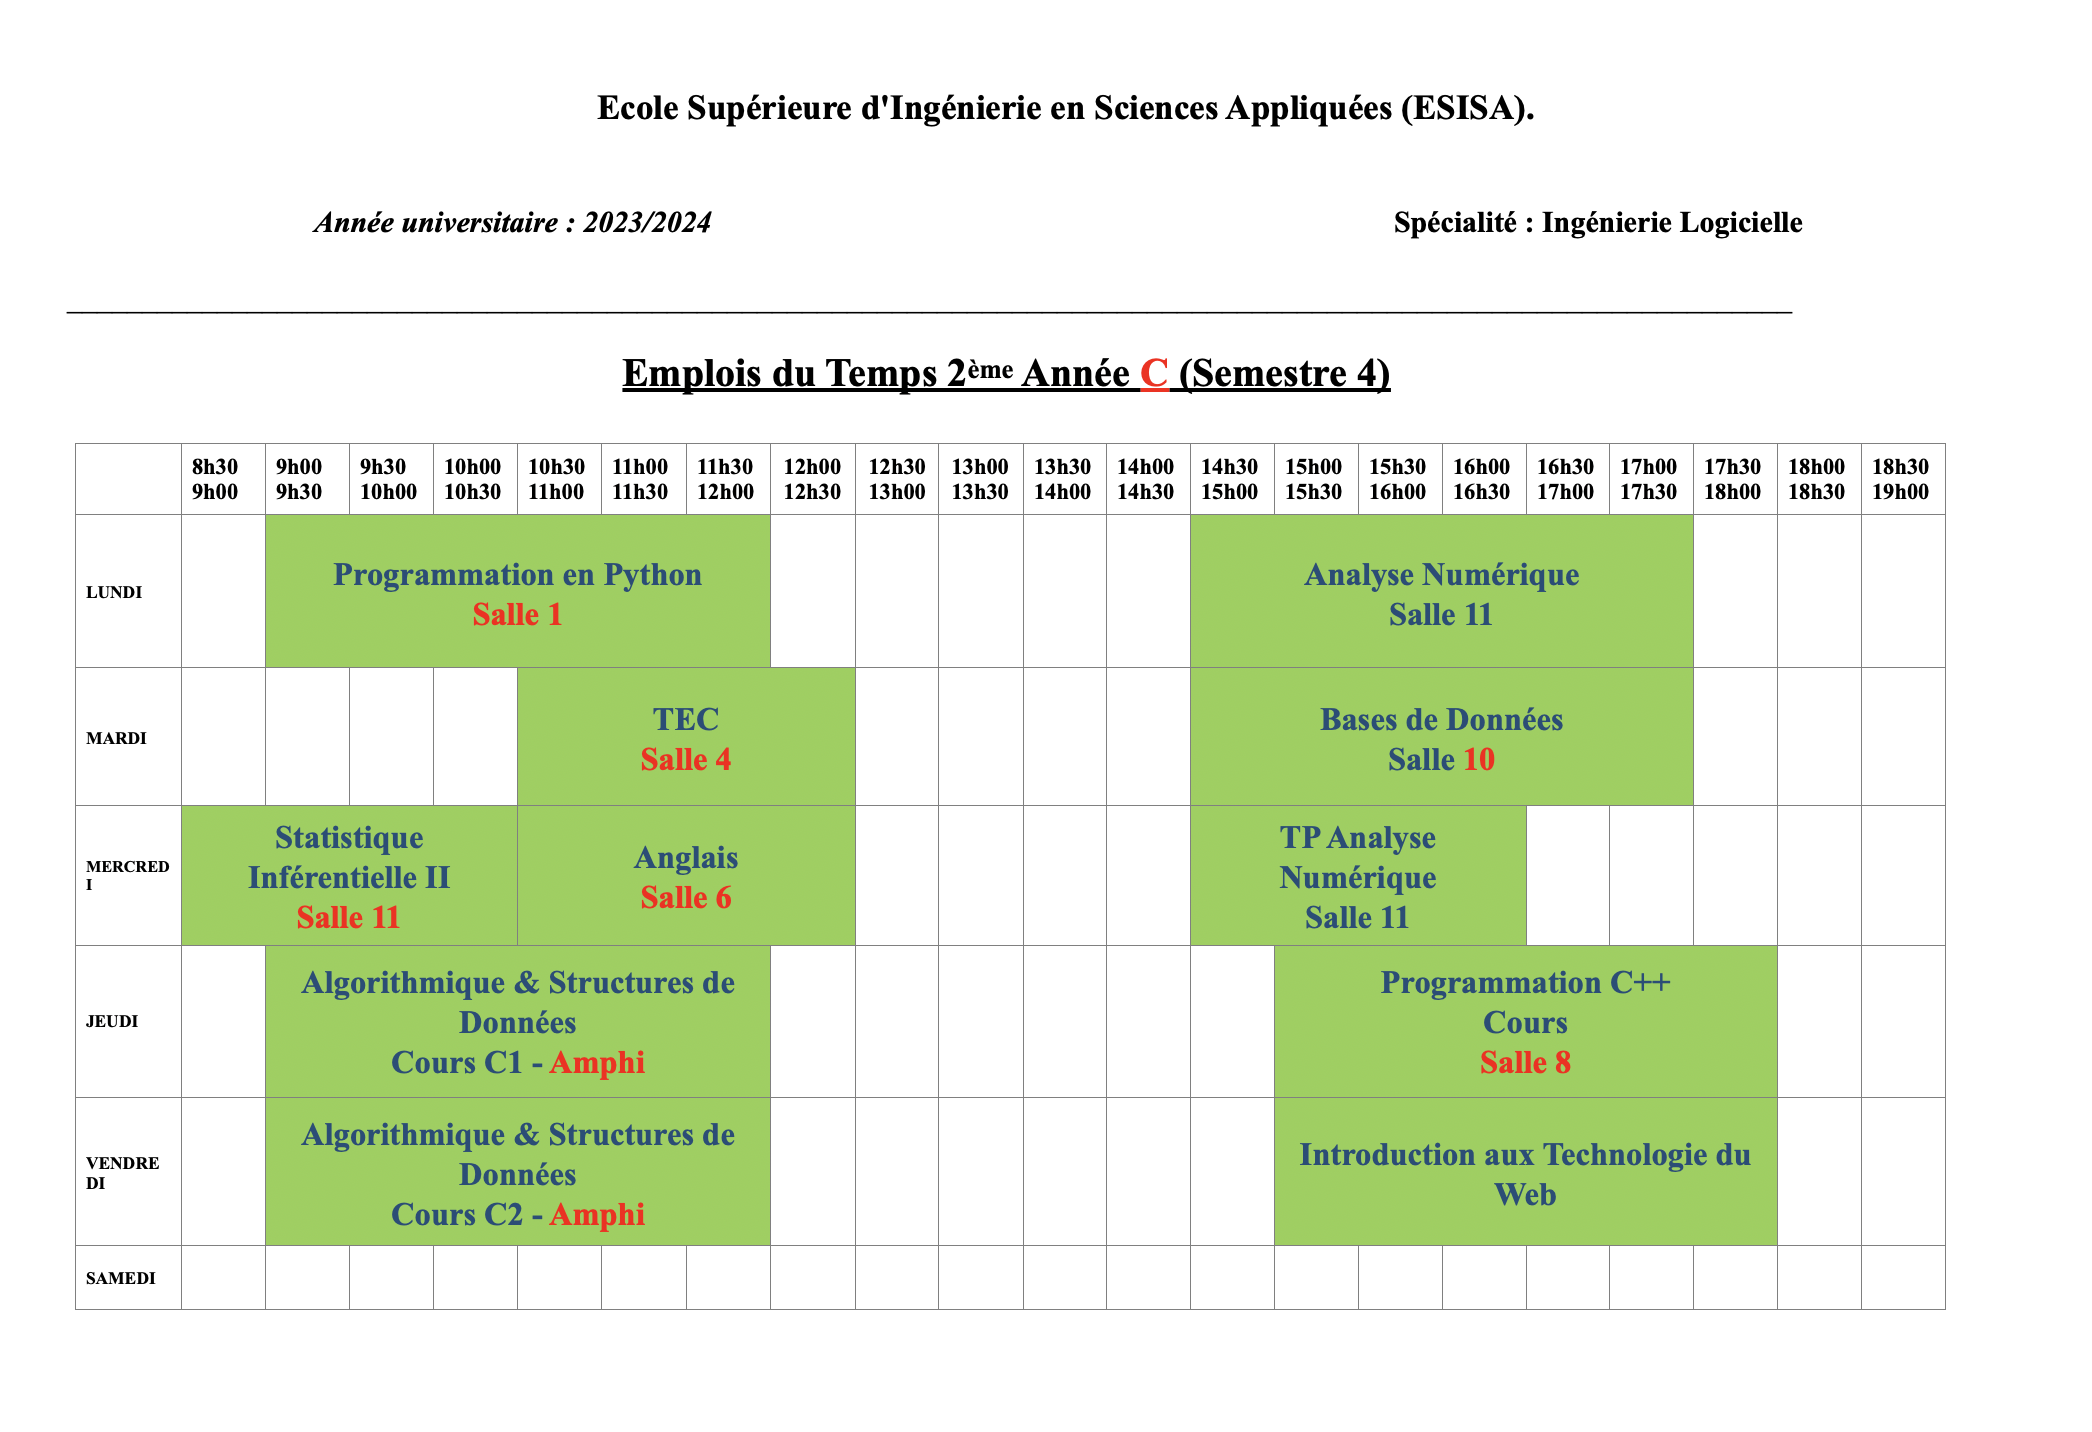 Ecole Supérieure d'Ingénierie en Sciences Appliquées (ESISA).
Année universitaire : 2023/2024 Spécialité : Ingénierie Logicielle
Emplois du Temps 2ème Année C (Semestre 4)
8h30 9h00 9h30 10h00 10h30 11h00 11h30 12h00 12h30 13h00 13h30 14h00 14h30 15h00 15h30 16h00 16h30 17h00 17h30 18h00 18h30
9h00 9h30 10h00 10h30 11h00 11h30 12h00 12h30 13h00 13h30 14h00 14h30 15h00 15h30 16h00 16h30 17h00 17h30 18h00 18h30 19h00
LUNDI
Programmation en Python
Salle 1
Analyse Numérique
Salle 11
MARDI
TEC
Salle 4
Bases de Données
Salle 10
MERCRED
I
Statistique
Inférentielle II
Salle 11
Anglais
Salle 6
TP Analyse
Numérique
Salle 11
JEUDI
Algorithmique & Structures de
Données
Cours C1 - Amphi
Programmation C++
Cours
Salle 8
VENDRE
DI
Algorithmique & Structures de
Données
Cours C2 - Amphi
Introduction aux Technologie du
Web
SAMEDI